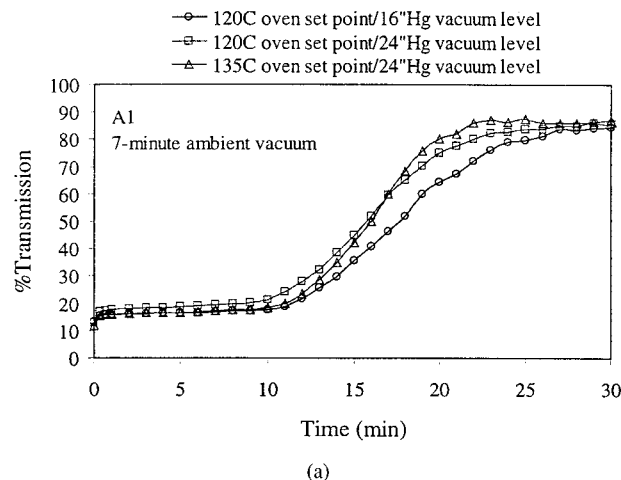 120C oven set point/16"Hg vacuum level
120C oven set point/24"Hg vacuum level
135C oven set point/24"Hg vacuum level
100
90
80
70
60
50
40
30
20
10
0
%Transmission
A1
7-minute ambient vacuum
0 5 10 15 20 25 30
Time (min)
(a)